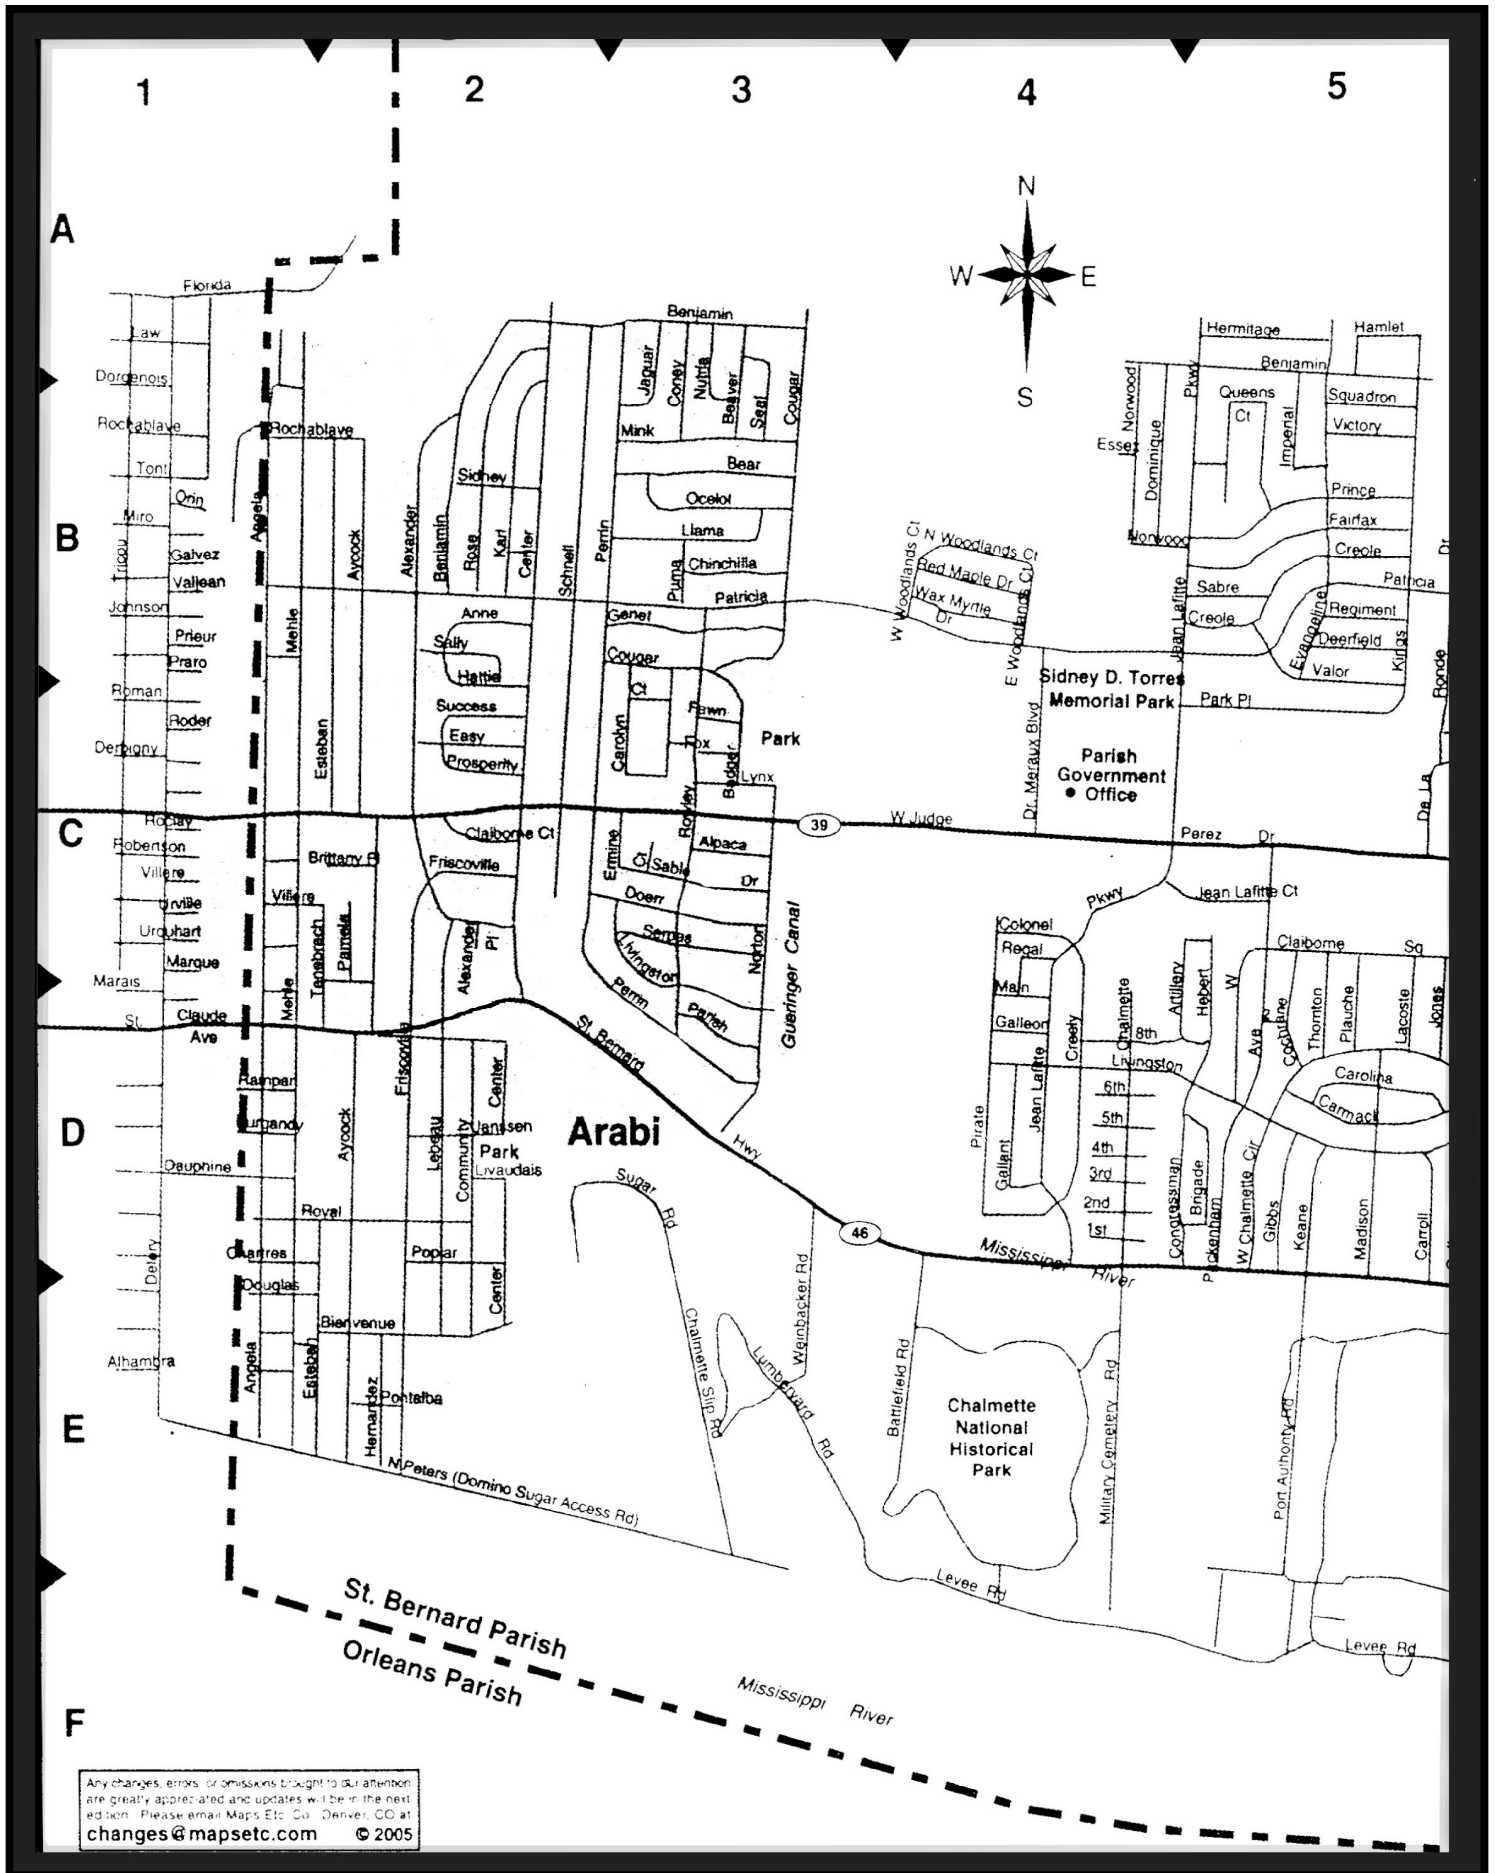 1
2
3
4
5
A
N
W
E
S
Florida
Law
Dorgenois
Rochablave
Rochablave
Tont
Orin
Miro
Tricou
Galvez
Valjean
Johnson
Prieur
Praro
Roman
Roder
Derbigny
Angela
Mehle
Esteban
Aycock
Alexander
Benjamin
Rose
Karl
Center
Sidney
Schnell
Perrin
Benjamin
Jaguar
Coney
Nutria
Beaver
Seal
Cougar
Mink
Bear
Ocelot
Llama
Chinchilla
Puma
Patricia
Genet
Cougar
Ct
Carolyn
Fawn
Fox
Badger
Lynx
Rowley
Park
Anne
Sally
Hattie
Success
Easy
Prosperity
B
W Woodlands Ct
N Woodlands Ct
Red Maple Dr
Wax Myrtle
Dr
E Woodlands Ct
Hermitage
Hamlet
Benjamin
Norwood
Pkwy
Queens
Ct
Imperial
Squadron
Victory
Essex
Dominique
Prince
Fairfax
Norwood
Creole
Dr
Patricia
Sabre
Creole
Jean Lafitte
Evangeline
Regiment
Deerfield
Valor
Kings
Ronde
De La
Sidney D. Torres
Memorial Park
Park Pl
Dr. Meraux Blvd
Parish
Government
Office
C
39
W Judge
Perez
Dr
Robertson
Villere
Urville
Urquhart
Marque
Marais
St.
Claude
Ave
Brittany Pl
Villere
Tensbrach
Pamela
Mehle
Claiborne Ct
Friscoville
Alexander
Pl
Ermine
Ct
Sable
Alpaca
Dr
Doerr
Serpas
Livingston
Norton
Perrin
Parish
Guerlinger Canal
St. Bernard
Hwy
46
Pkwy
Jean Lafitte Ct
Colonel
Regal
Main
Galleon
Creely
Chalmette
Artillery
Hebert
W
Claiborne
Sq
Ave
Cochrane
Thornton
Plauche
Lacoste
Jones
8th
Livingston
6th
5th
4th
3rd
2nd
1st
Pirate
Gallant
Jean Lafitte
Congressman
Brigade
Packenham
W Chalmette Cir
Gibbs
Keane
Madison
Carroll
Carolina
Carmack
D
Arabi
Rampart
Burgandy
Dauphine
Royal
Chartres
Douglas
Bienvenue
Delery
Alhambra
Angela
Esteban
Hernandez
Pontalba
Aycock
Friscoville
Lebeau
Community
Center
Janssen
Park
Livaudais
Poplar
Center
Sugar
Rd
Chalmette Slip Rd
Lumberyard
Rd
Weinbacker Rd
Mississippi
River
Battlefield Rd
Chalmette
National
Historical
Park
Military Cemetery
Rd
Port Authority Rd
E
N Peters (Domino Sugar Access Rd)
Levee Rd
Levee Rd
St. Bernard Parish
Orleans Parish
Mississippi River
F
Any changes, errors, or omissions brought to our attention
are greatly appreciated and updates will be in the next
edition. Please email Maps Etc. Co. Denver, CO at
changes@mapsetc.com © 2005